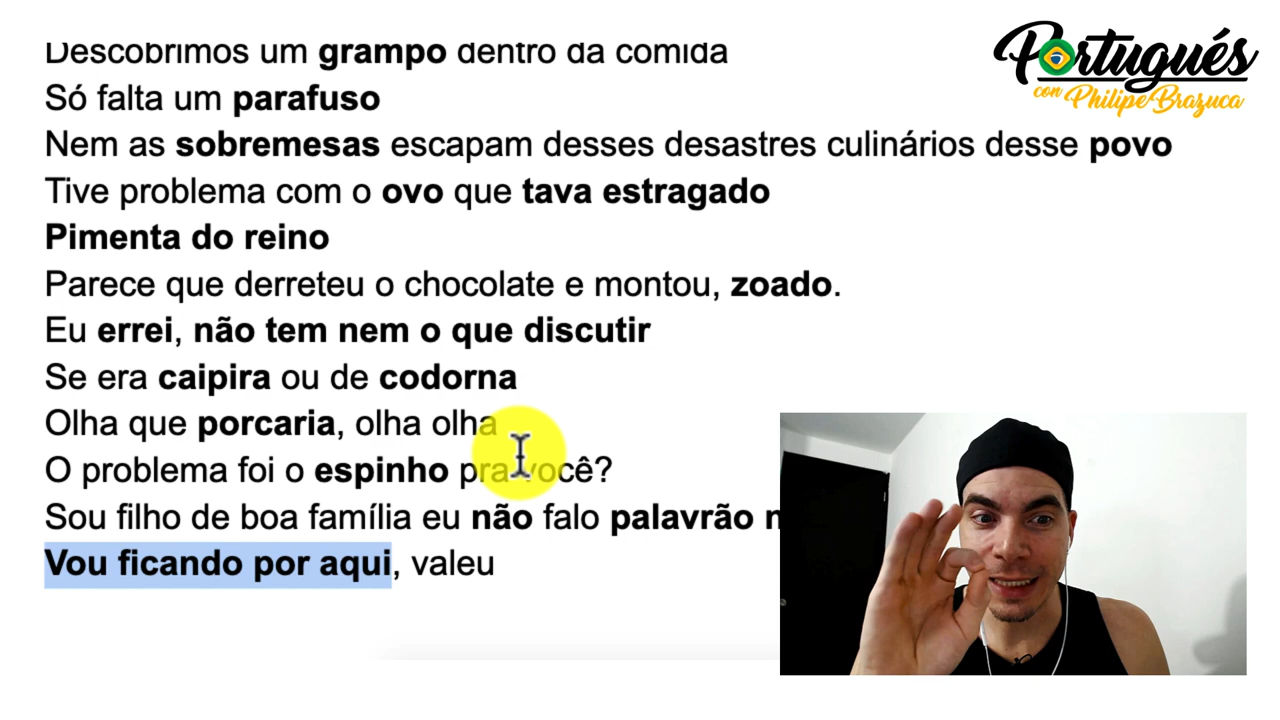 Descobrimos um grampo dentro da comida
Só falta um parafuso
Nem as sobremesas escapam desses desastres culinários desse povo
Tive problema com o ovo que tava estragado
Pimenta do reino
Parece que derreteu o chocolate e montou, zoado.
Eu errei, não tem nem o que discutir
Se era caipira ou de codorna
Olha que porcaria, olha olha
O problema foi o espinho pra você?
Sou filho de boa família eu não falo palavrão
Vou ficando por aqui, valeu
Portugués
con Philipe Brazuca